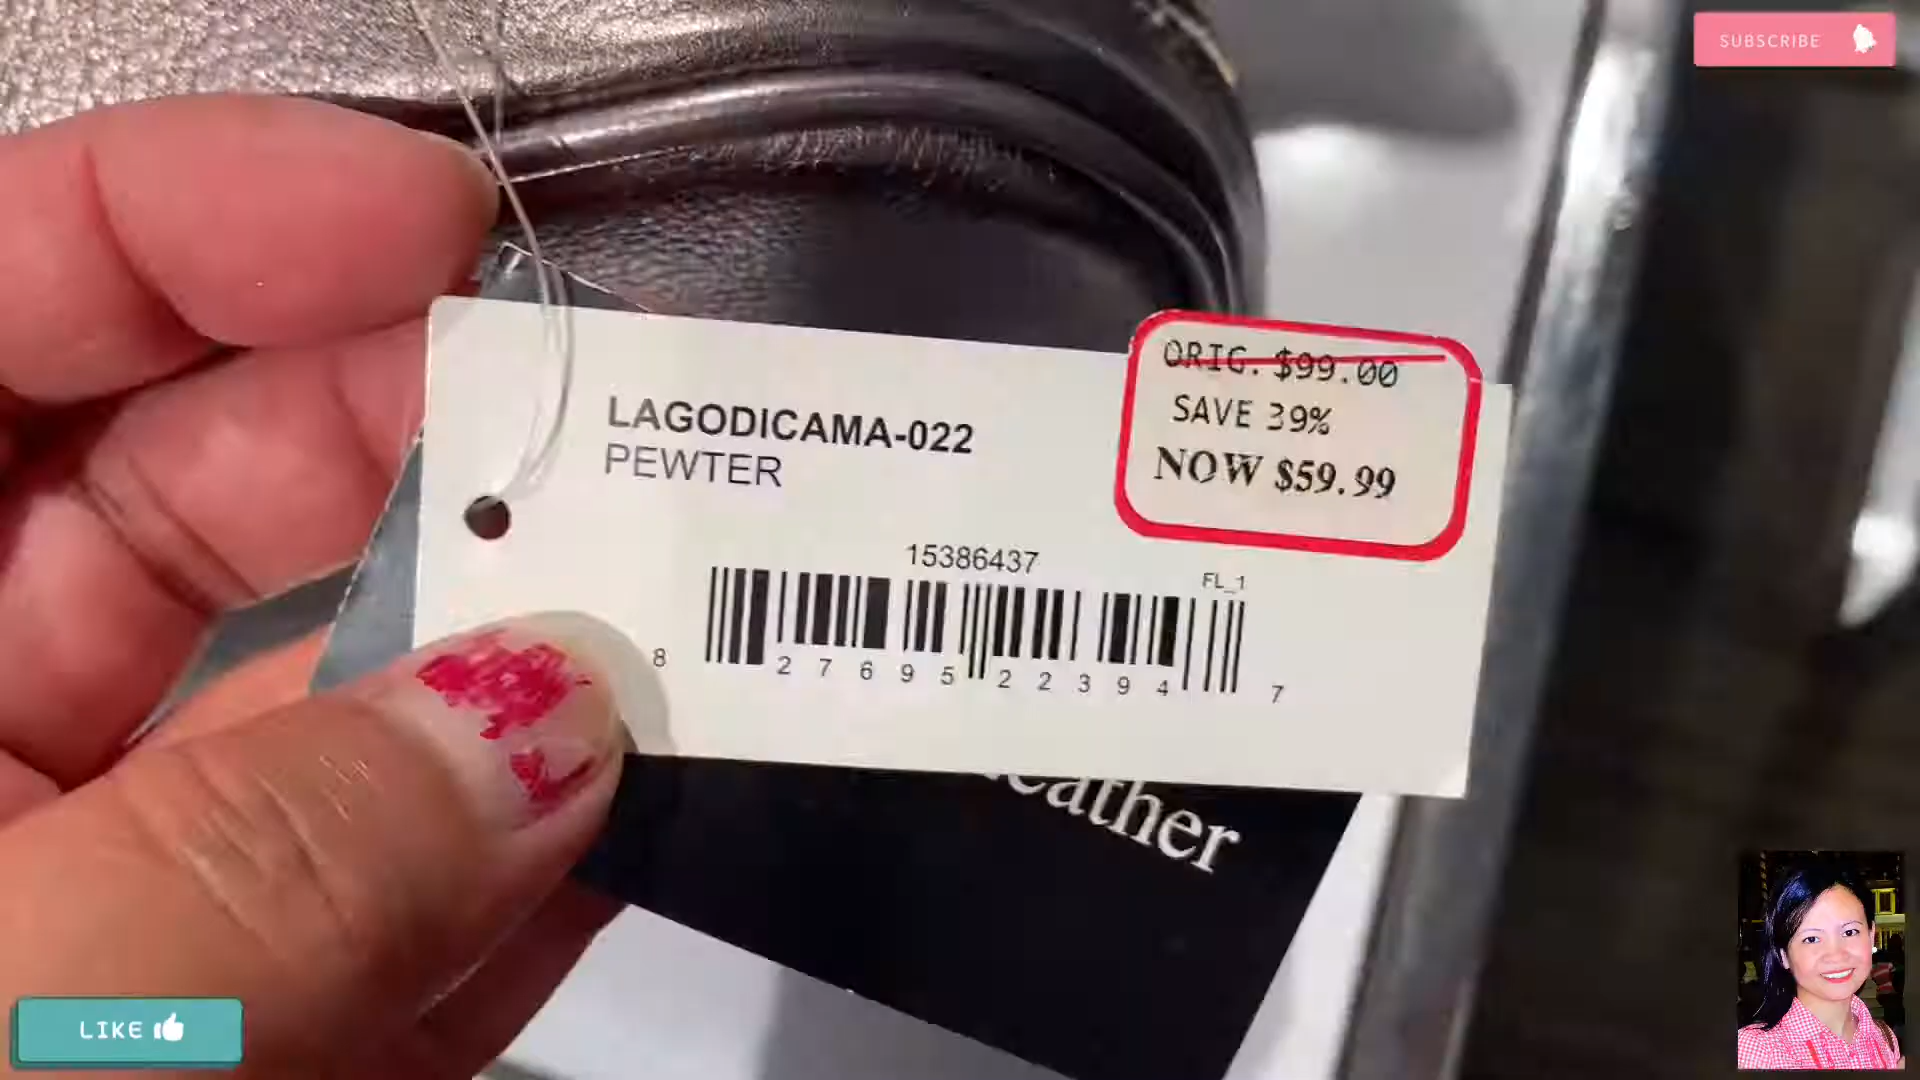 SUBSCRIBE
ORIG. $99.00
SAVE 39%
NOW $59.99
LAGODICAMA-022
PEWTER
15386437
FL_1
8 27695 22394 7
eather
LIKE